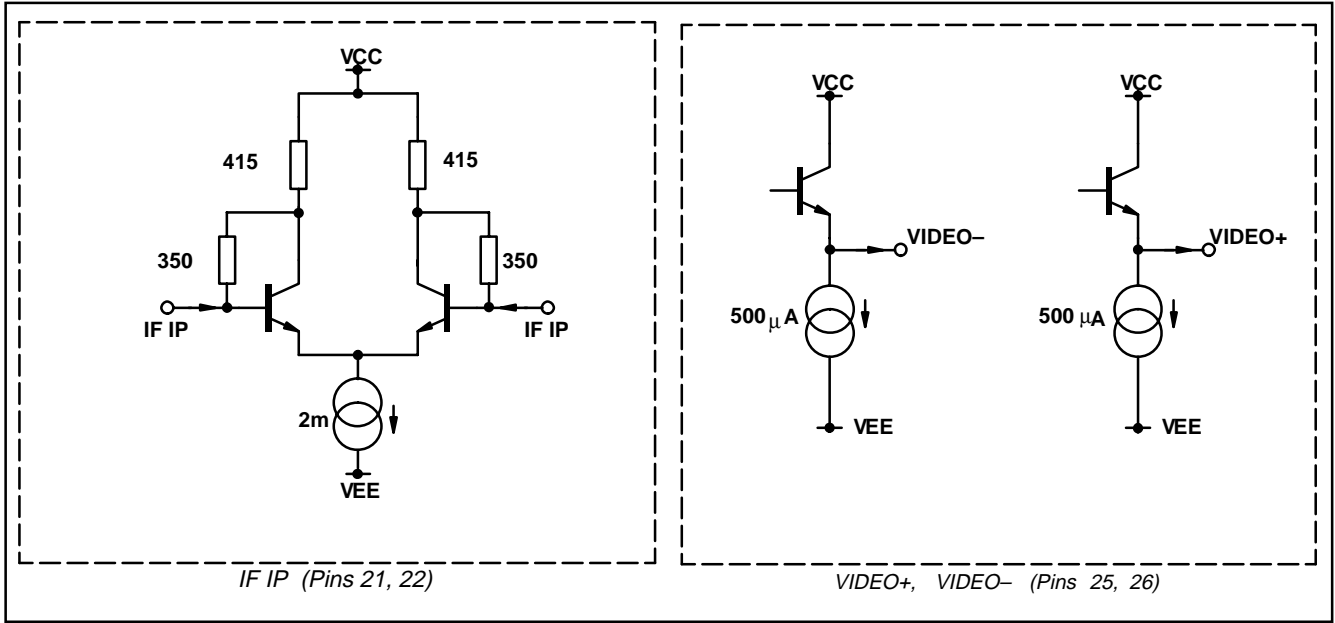 VCC
415
415
350
350
IF IP
IF IP
2m
VEE
IF IP (Pins 21, 22)
VCC
VCC
VIDEO–
VIDEO+
500 μA
500 μA
VEE
VEE
VIDEO+, VIDEO– (Pins 25, 26)